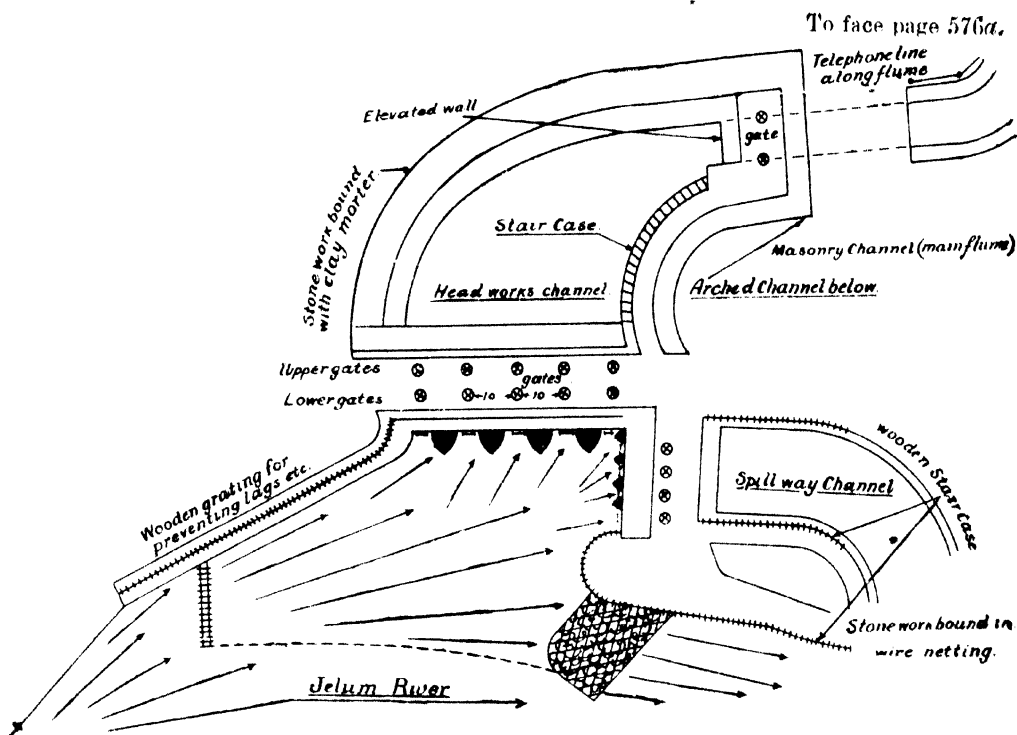 To face page 576a.
Telephone line
along flume
Elevated wall
gate
Stone work bound
with clay morter.
Stair Case.
Masonry Channel (main flume)
Head works channel.
Arched Channel below.
Upper gates
gates
Lower gates
10
10
Wooden grating for
preventing lags etc.
Wooden Stair case
Spill way Channel
Stone work bound in
wire netting.
Jelum River